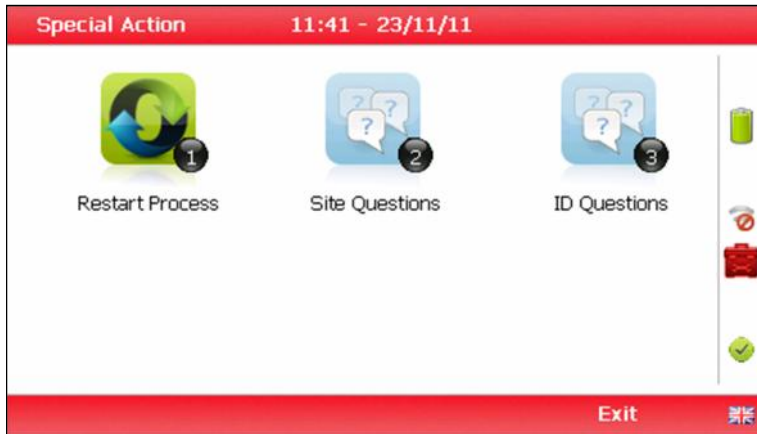 Special Action 11:41 - 23/11/11
? ? ? 1
? ? ? 2
? ? ? 3
Restart Process Site Questions ID Questions
Exit